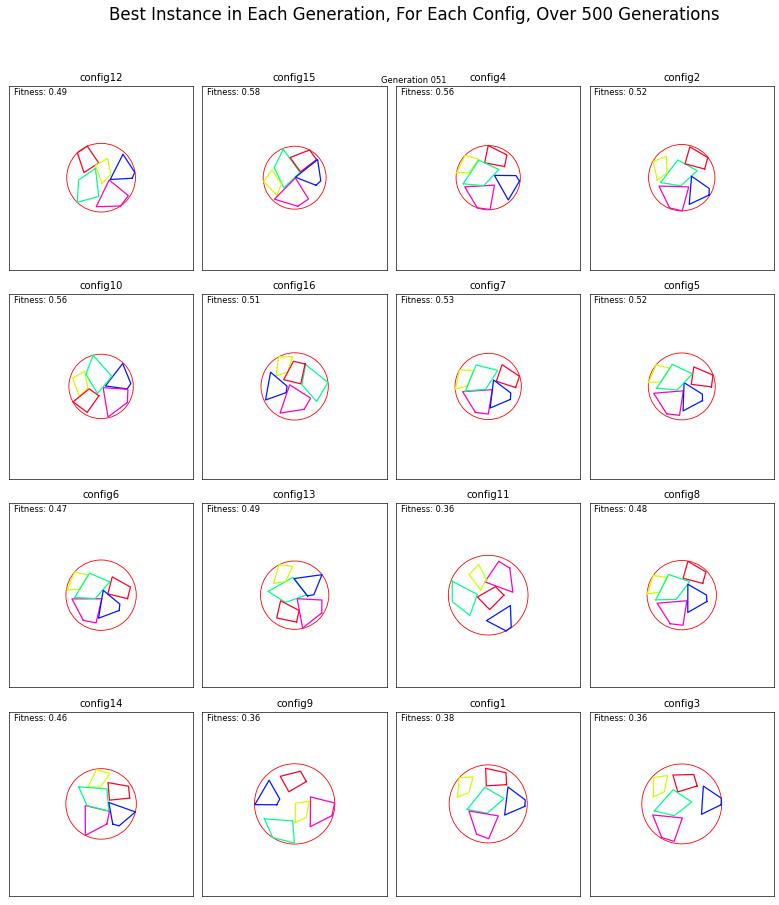 Best Instance in Each Generation, For Each Config, Over 500 Generations
Generation 051
config12
Fitness: 0.49
config15
Fitness: 0.58
config4
Fitness: 0.56
config2
Fitness: 0.52
config10
Fitness: 0.56
config16
Fitness: 0.51
config7
Fitness: 0.53
config5
Fitness: 0.52
config6
Fitness: 0.47
config13
Fitness: 0.49
config11
Fitness: 0.36
config8
Fitness: 0.48
config14
Fitness: 0.46
config9
Fitness: 0.36
config1
Fitness: 0.38
config3
Fitness: 0.36